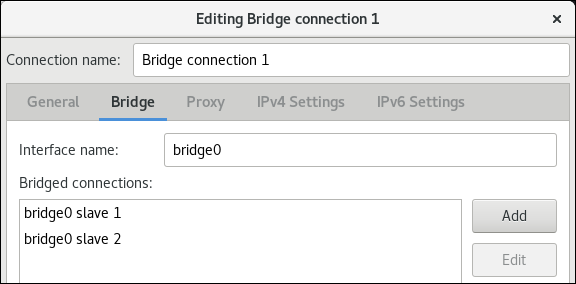 Editing Bridge connection 1
Connection name: Bridge connection 1
General Bridge Proxy IPv4 Settings IPv6 Settings
Interface name: bridge0
Bridged connections:
bridge0 slave 1
Add
bridge0 slave 2
Edit